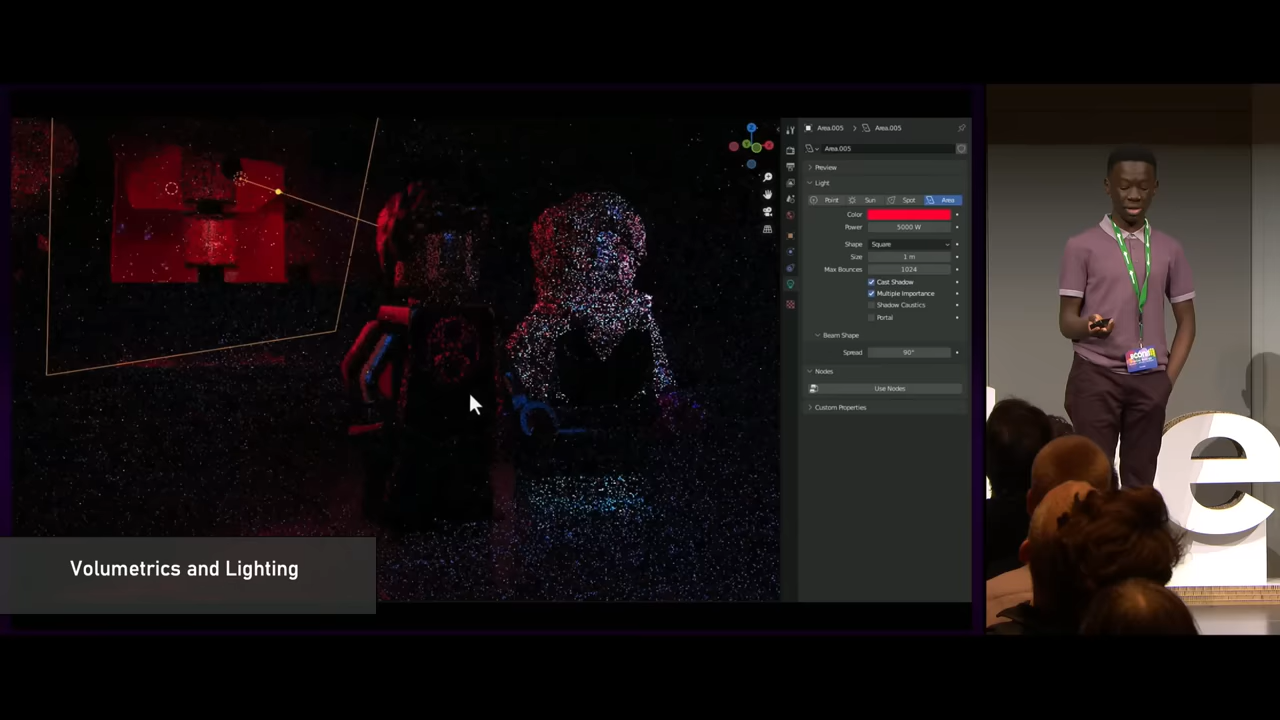 Area.005 > Area.005
Area.005
Preview
Light
Point Sun Spot Area
Color
Power 5000 W
Shape Square
Size 1 m
Max Bounces 1024
Cast Shadow
Multiple Importance
Shadow Caustics
Portal
Beam Shape
Spread 90°
Nodes
Use Nodes
Custom Properties
Volumetrics and Lighting
e